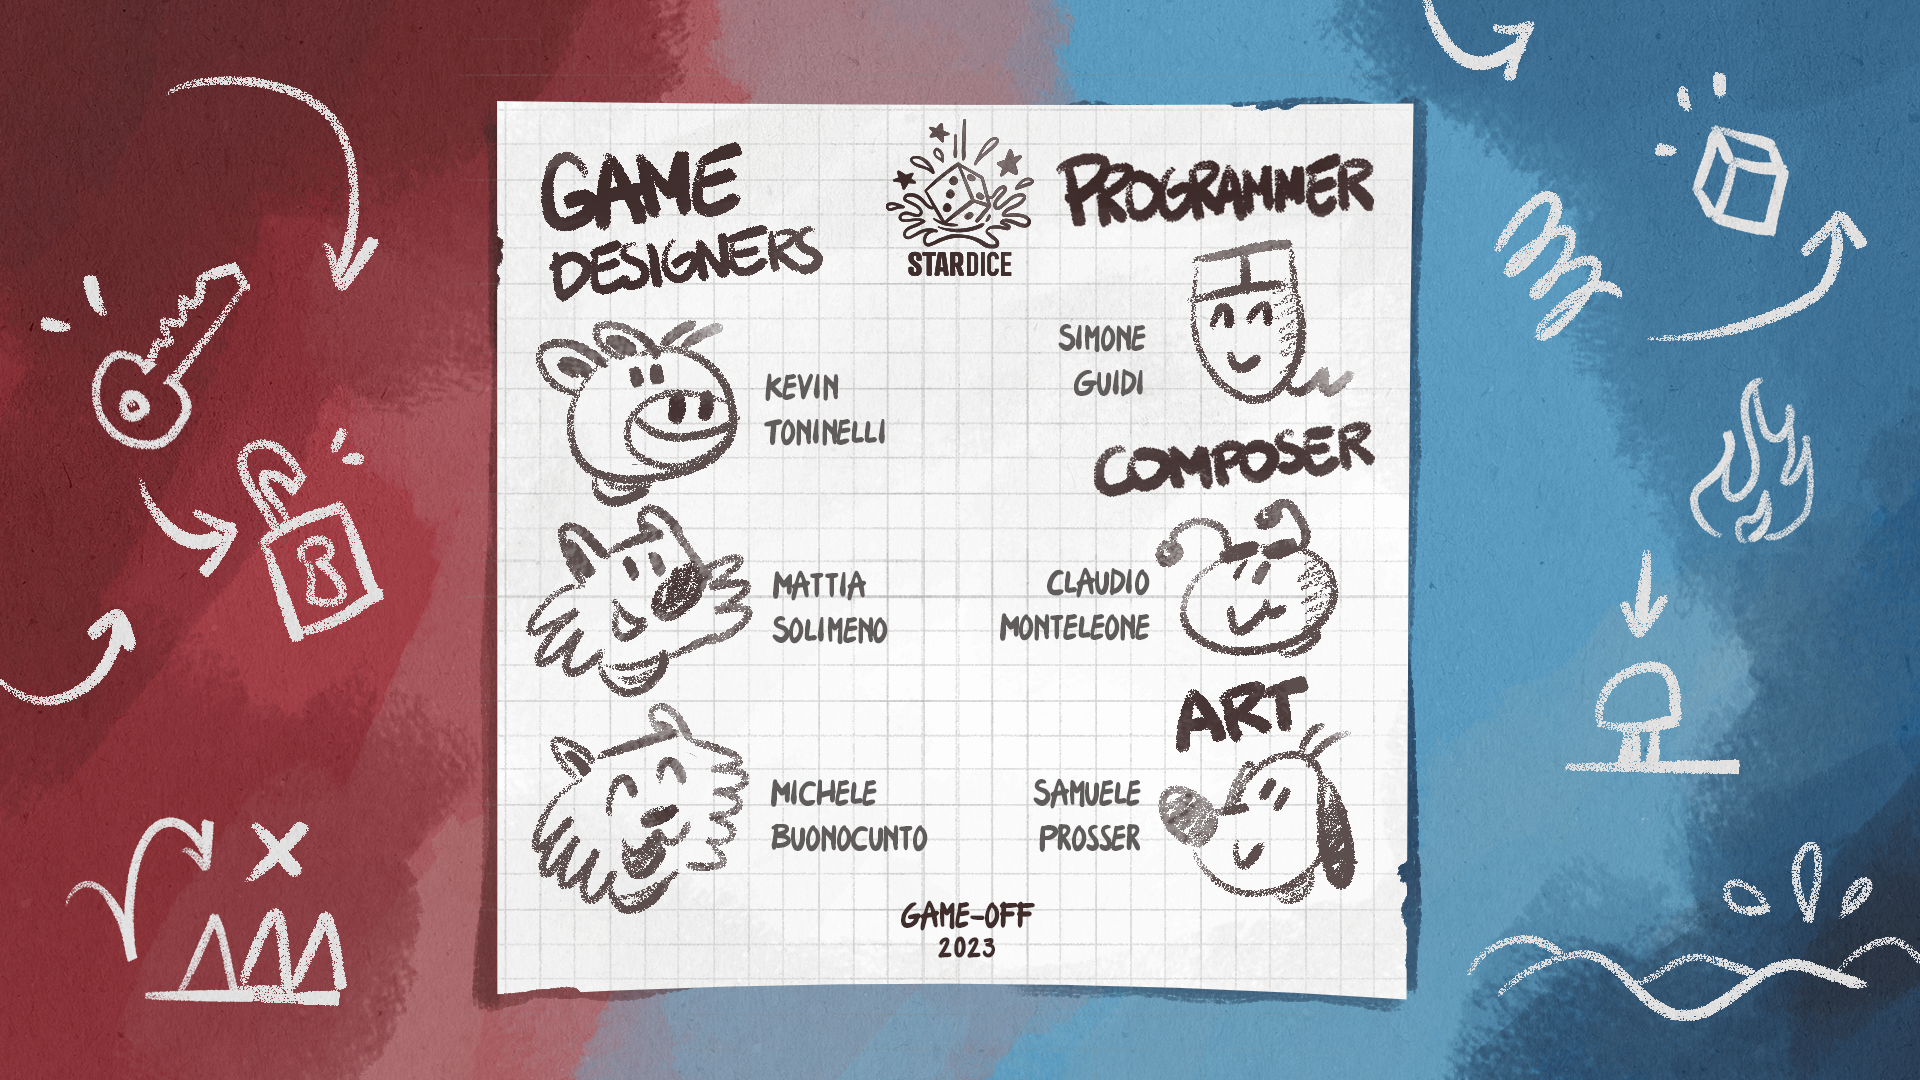 GAME
DESIGNERS
KEVIN
TONINELLI
MATTIA
SOLIMENO
MICHELE
BUONOCUNTO
STARDICE
PROGRAMMER
SIMONE
GUIDI
COMPOSER
CLAUDIO
MONTELEONE
ART
SAMUELE
PROSSER
GAME-OFF
2023